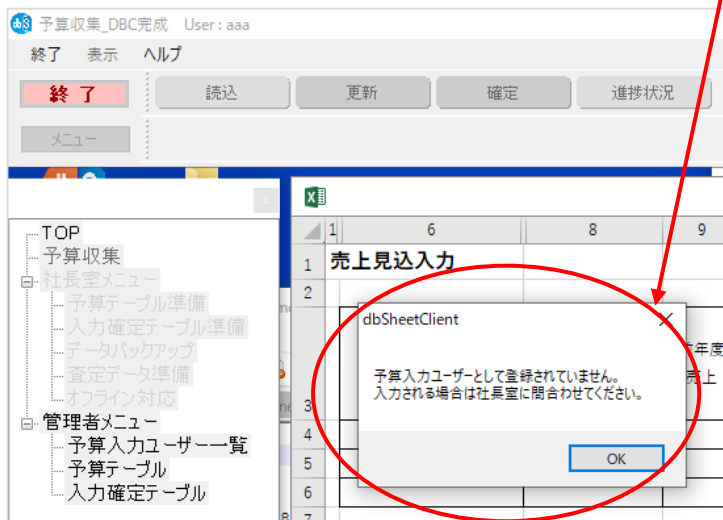 予算収集_DBC完成 User : aaa
終了 表示 ヘルプ
終 了 読込 更新 確定 進捗状況
メニュー
TOP
予算収集
社長室メニュー
予算テーブル準備
入力確定テーブル準備
データバックアップ
査定データ準備
オフライン対応
管理者メニュー
予算入力ユーザー一覧
予算テーブル
入力確定テーブル
1 6 8 9
1 売上見込入力
2
3
4
5
6
7
年度
売上
dbSheetClient
予算入力ユーザーとして登録されていません。
入力される場合は社長室に問合わせてください。
OK